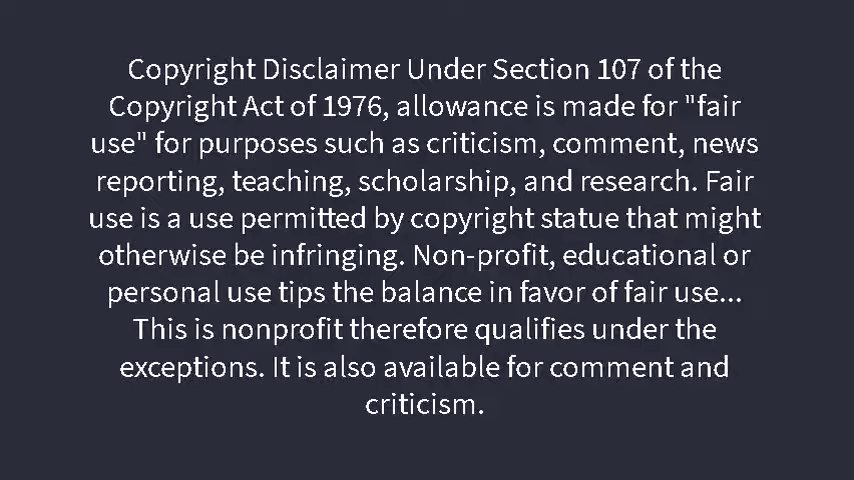 Copyright Disclaimer Under Section 107 of the
Copyright Act of 1976, allowance is made for "fair
use" for purposes such as criticism, comment, news
reporting, teaching, scholarship, and research. Fair
use is a use permitted by copyright statue that might
otherwise be infringing. Non-profit, educational or
personal use tips the balance in favor of fair use...
This is nonprofit therefore qualifies under the
exceptions. It is also available for comment and
criticism.